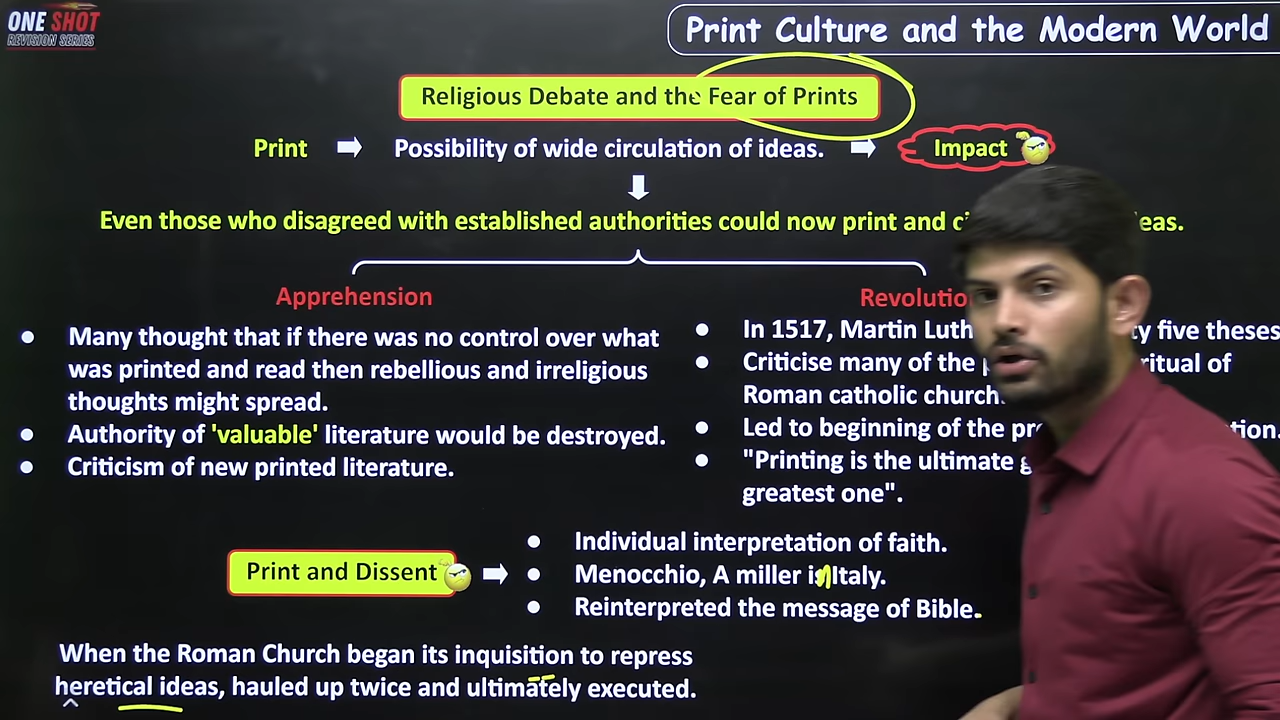 ONE SHOT
REVISION SERIES
Print Culture and the Modern World
Religious Debate and the Fear of Prints
Print Possibility of wide circulation of ideas. Impact
Even those who disagreed with established authorities could now print and eas.
Apprehension
Many thought that if there was no control over what
was printed and read then rebellious and irreligious
thoughts might spread.
Authority of 'valuable' literature would be destroyed.
Criticism of new printed literature.
Revolutio
In 1517, Martin Luth ty five theses
Criticise many of the ritual of
Roman catholic church.
Led to beginning of the tion.
"Printing is the ultimate
greatest one".
Print and Dissent
Individual interpretation of faith.
Menocchio, A miller in Italy.
Reinterpreted the message of Bible.
When the Roman Church began its inquisition to repress
heretical ideas, hauled up twice and ultimately executed.